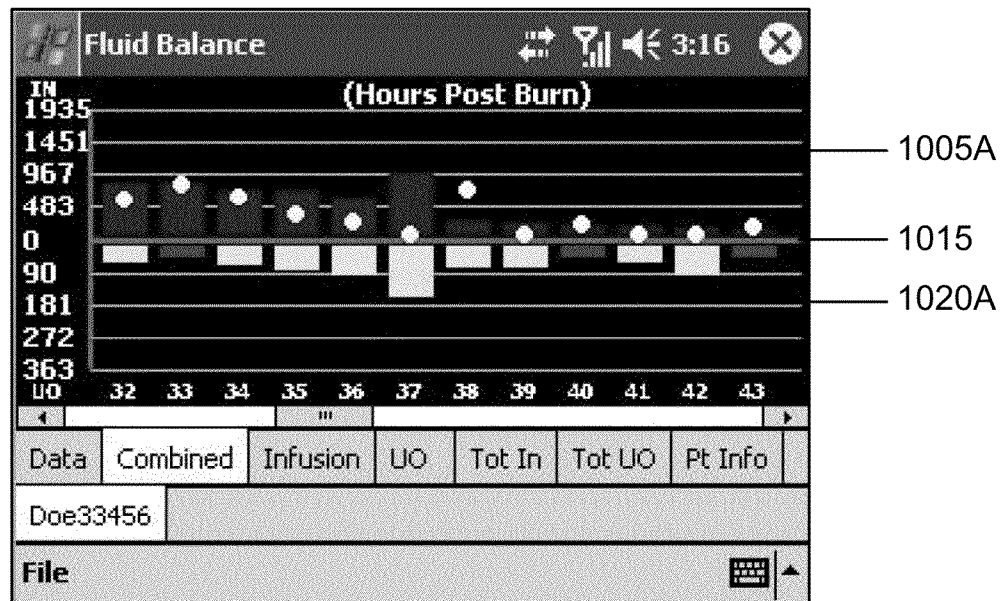 Fluid Balance 3:16
IN (Hours Post Burn)
1935
1451
967
483
0
90
181
272
363
UO 32 33 34 35 36 37 38 39 40 41 42 43
Data Combined Infusion UO Tot In Tot UO Pt Info
Doe33456
File
1005A
1015
1020A